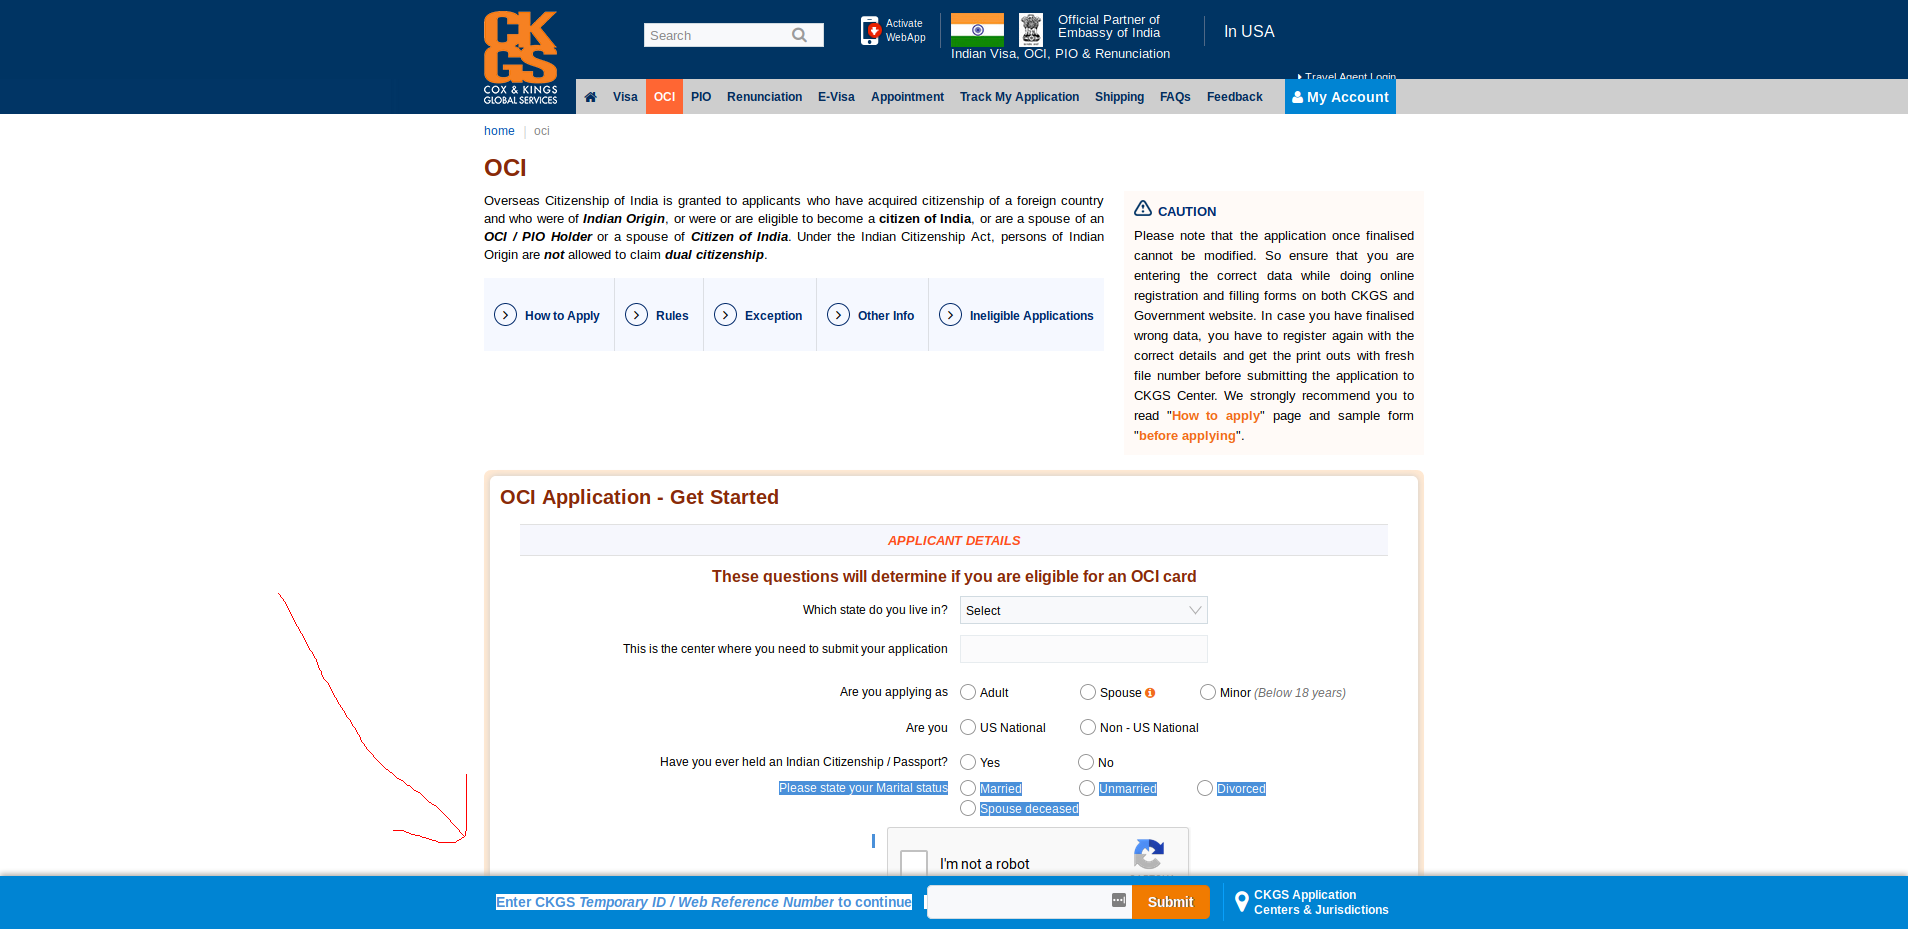 CK
GS
COX & KINGS
GLOBAL SERVICES
Search
Activate
WebApp
Official Partner of
Embassy of India
Indian Visa, OCI, PIO & Renunciation
In USA
Travel Agent Login
Visa OCI PIO Renunciation E-Visa Appointment Track My Application Shipping FAQs Feedback My Account
home | oci
OCI
Overseas Citizenship of India is granted to applicants who have acquired citizenship of a foreign country
and who were of Indian Origin, or were or are eligible to become a citizen of India, or are a spouse of an
OCI / PIO Holder or a spouse of Citizen of India. Under the Indian Citizenship Act, persons of Indian
Origin are not allowed to claim dual citizenship.
How to Apply Rules Exception Other Info Ineligible Applications
CAUTION
Please note that the application once finalised
cannot be modified. So ensure that you are
entering the correct data while doing online
registration and filling forms on both CKGS and
Government website. In case you have finalised
wrong data, you have to register again with the
correct details and get the print outs with fresh
file number before submitting the application to
CKGS Center. We strongly recommend you to
read "How to apply" page and sample form
"before applying".
OCI Application - Get Started
APPLICANT DETAILS
These questions will determine if you are eligible for an OCI card
Which state do you live in? Select
This is the center where you need to submit your application
Are you applying as Adult Spouse Minor (Below 18 years)
Are you US National Non - US National
Have you ever held an Indian Citizenship / Passport? Yes No
Please state your Marital status Married Unmarried Divorced
Spouse deceased
I'm not a robot
Enter CKGS Temporary ID / Web Reference Number to continue
Submit
CKGS Application
Centers & Jurisdictions